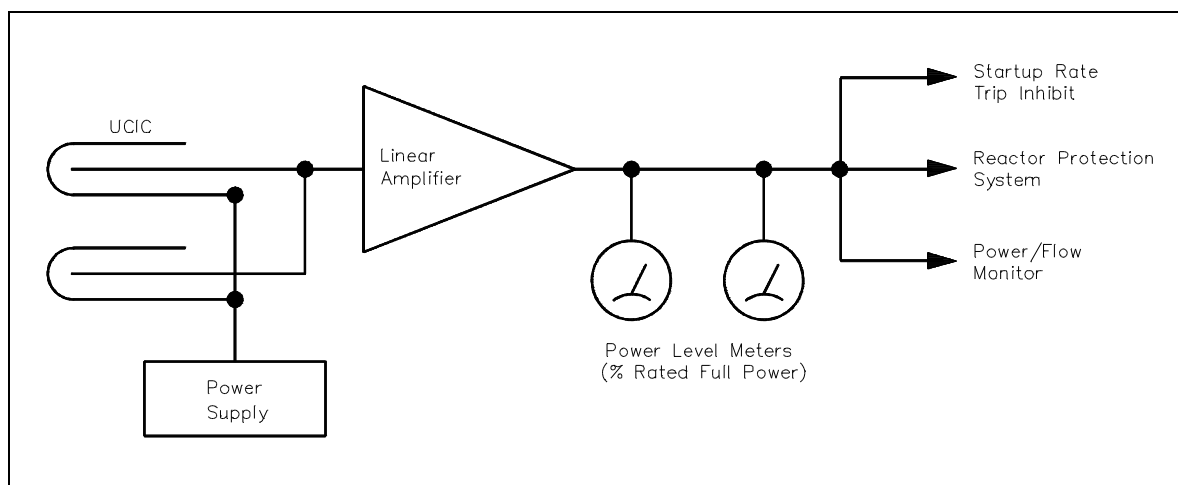 UCIC
Linear
Amplifier
Startup Rate
Trip Inhibit
Reactor Protection
System
Power/Flow
Monitor
Power Level Meters
(% Rated Full Power)
Power
Supply